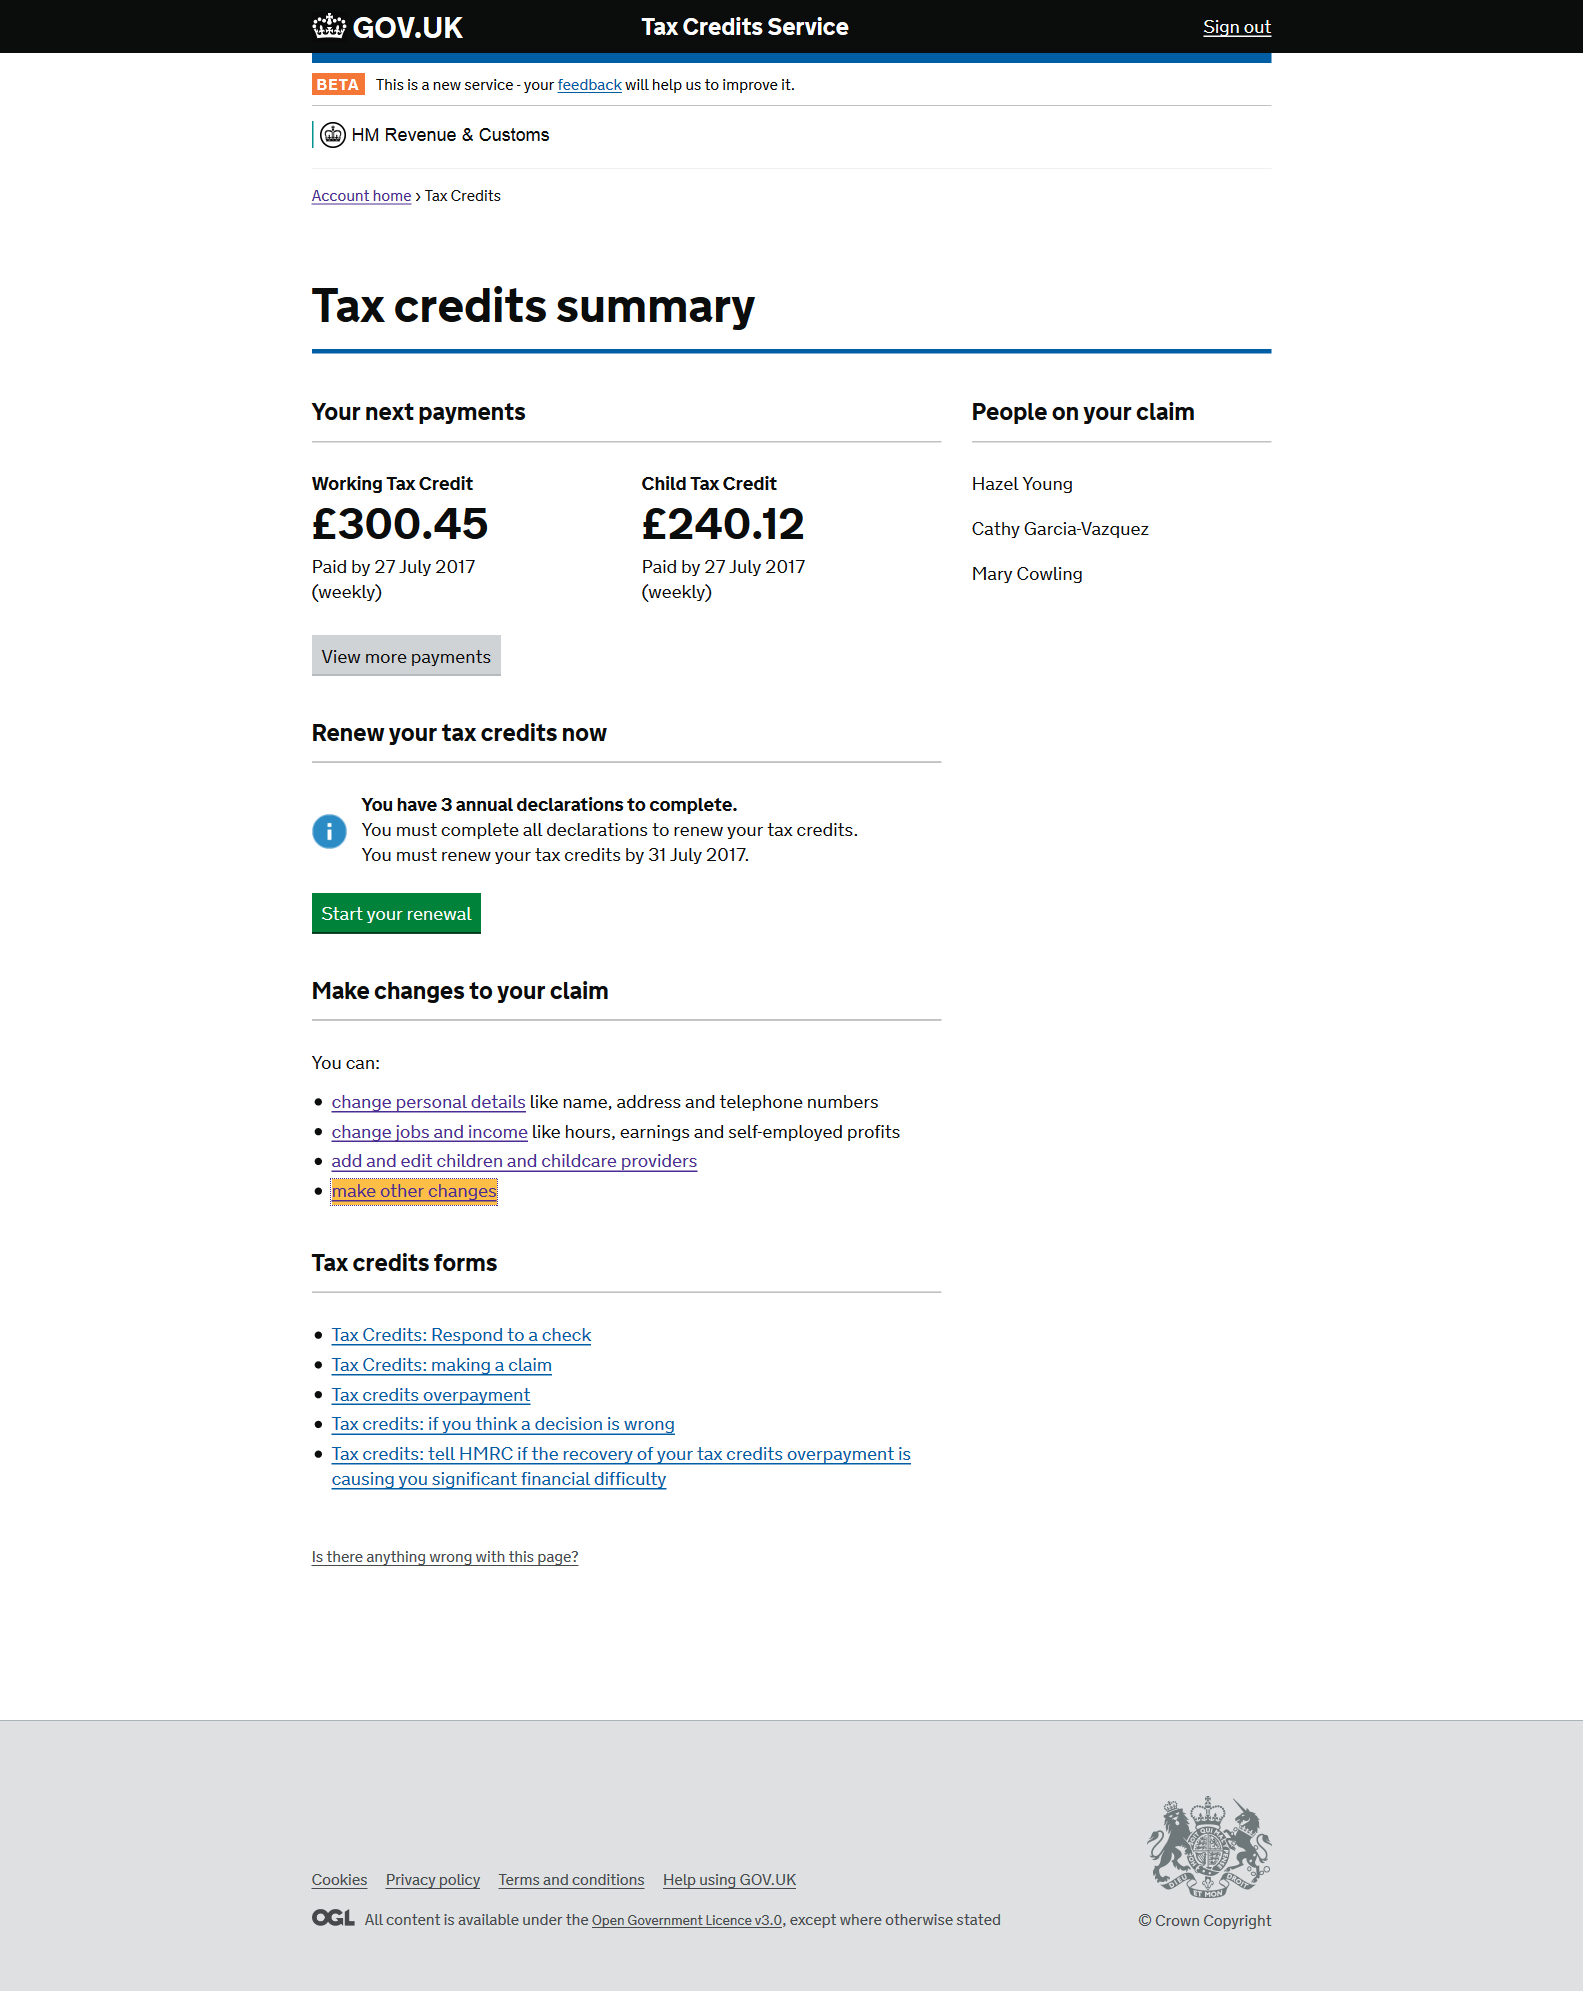 GOV.UK
Tax Credits Service
Sign out
BETA This is a new service - your feedback will help us to improve it.
HM Revenue & Customs
Account home › Tax Credits
Tax credits summary
Your next payments
Working Tax Credit
£300.45
Paid by 27 July 2017
(weekly)
Child Tax Credit
£240.12
Paid by 27 July 2017
(weekly)
View more payments
People on your claim
Hazel Young
Cathy Garcia-Vazquez
Mary Cowling
Renew your tax credits now
You have 3 annual declarations to complete.
You must complete all declarations to renew your tax credits.
You must renew your tax credits by 31 July 2017.
Start your renewal
Make changes to your claim
You can:
• change personal details like name, address and telephone numbers
• change jobs and income like hours, earnings and self-employed profits
• add and edit children and childcare providers
• make other changes
Tax credits forms
• Tax Credits: Respond to a check
• Tax Credits: making a claim
• Tax credits overpayment
• Tax credits: if you think a decision is wrong
• Tax credits: tell HMRC if the recovery of your tax credits overpayment is
causing you significant financial difficulty
Is there anything wrong with this page?
Cookies Privacy policy Terms and conditions Help using GOV.UK
OGL All content is available under the Open Government Licence v3.0, except where otherwise stated
DIEU ET MON DROIT
© Crown Copyright